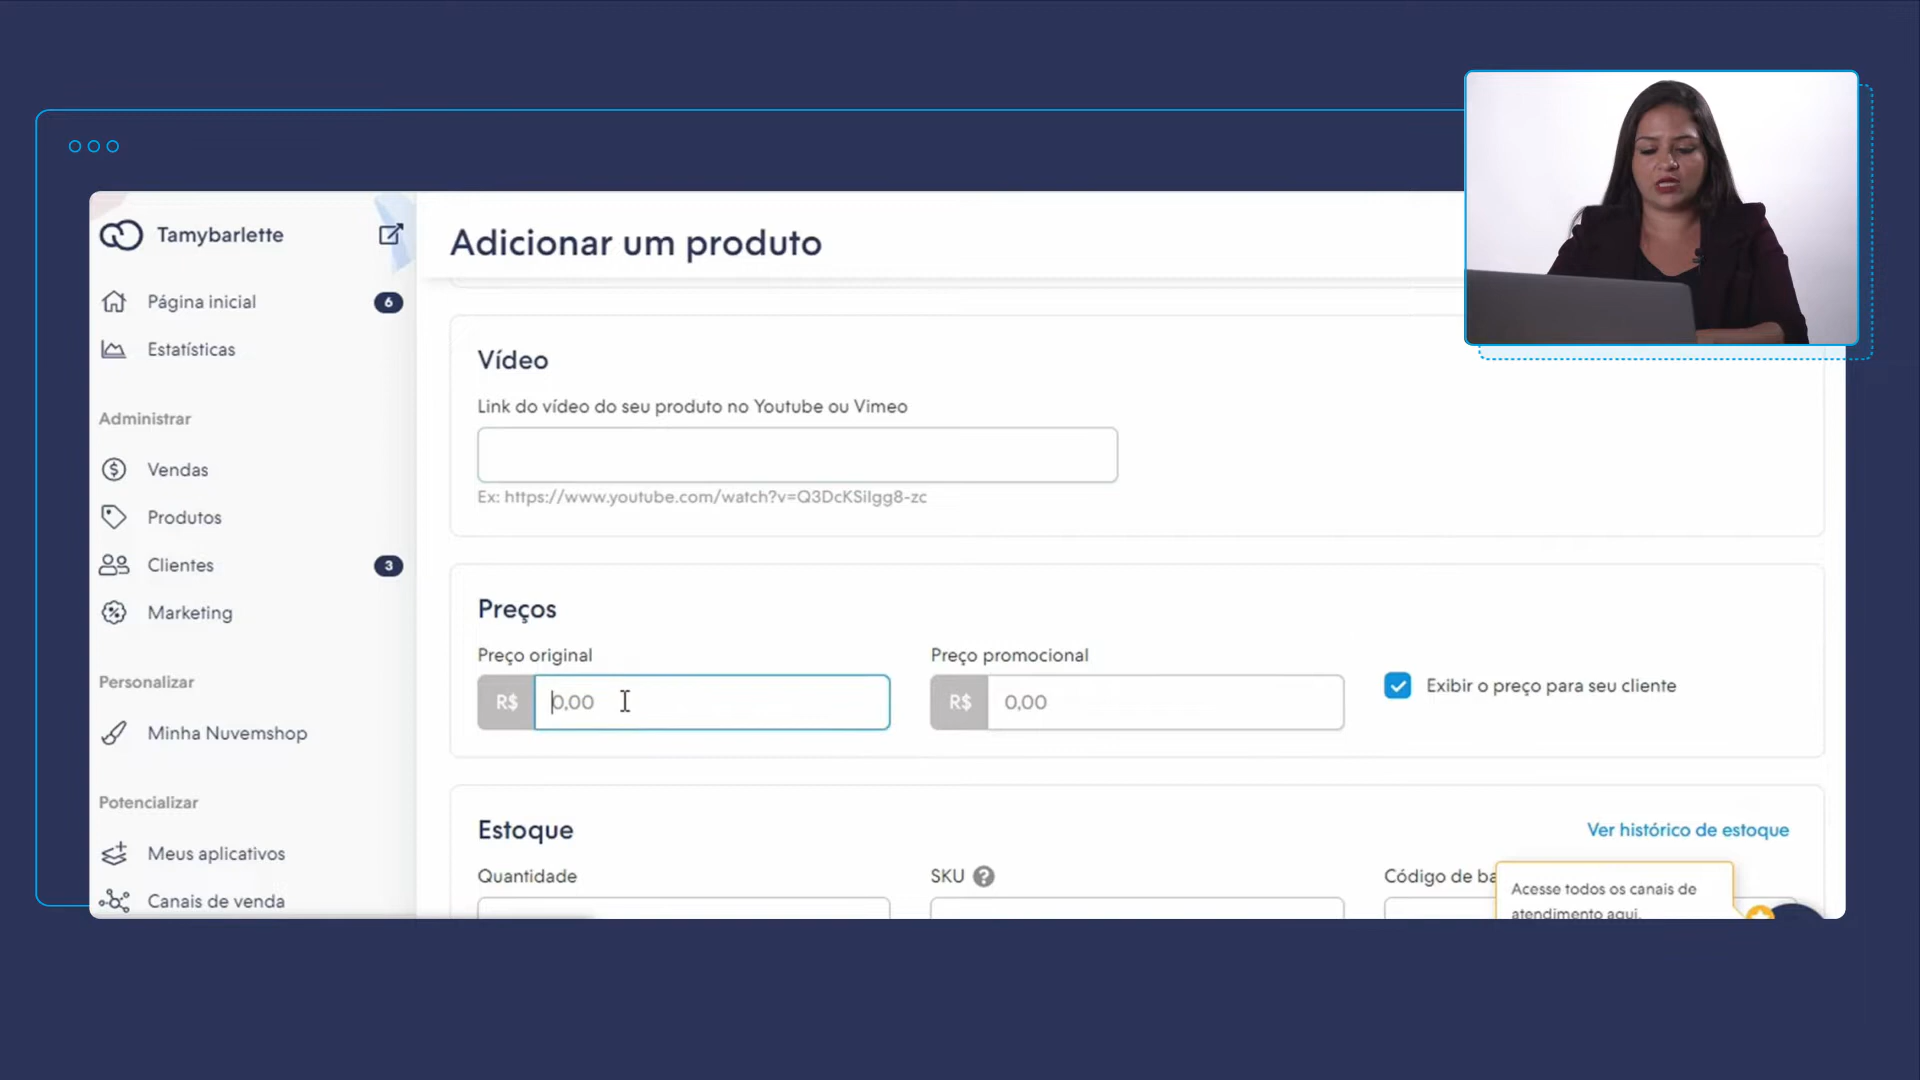 Tamybarlette
Adicionar um produto
Página inicial
6
Estatísticas
Administrar
Vendas
Produtos
Clientes
3
Marketing
Personalizar
Minha Nuvemshop
Potencializar
Meus aplicativos
Canais de venda
Vídeo
Link do vídeo do seu produto no Youtube ou Vimeo
Ex: https://www.youtube.com/watch?v=Q3DcKSilgg8-zc
Preços
Preço original
Preço promocional
R$ 0,00
R$ 0,00
Exibir o preço para seu cliente
Estoque
Ver histórico de estoque
Quantidade
SKU ?
Código de ba
Acesse todos os canais de
atendimento aqui.